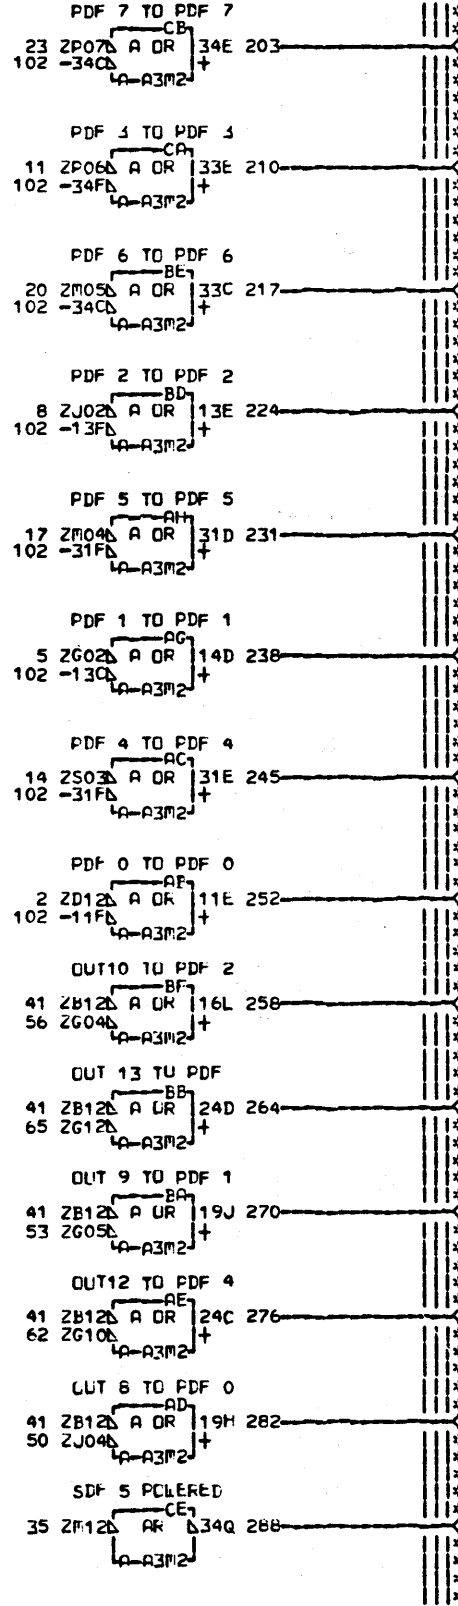 PDF 7 TO PDF 7
CB
23 ZP07 A OR 34E 203
102 -34C +
A-A3M2
PDF 3 TO PDF 3
CA
11 ZP06 A OR 33E 210
102 -34F +
A-A3M2
PDF 6 TO PDF 6
BE
20 ZM05 A OR 33C 217
102 -34C +
A-A3M2
PDF 2 TO PDF 2
BD
8 ZJ02 A OR 13E 224
102 -13F +
A-A3M2
PDF 5 TO PDF 5
AH
17 ZM04 A OR 31D 231
102 -31F +
A-A3M2
PDF 1 TO PDF 1
AG
5 ZG02 A OR 14D 238
102 -13C +
A-A3M2
PDF 4 TO PDF 4
AC
14 ZS03 A OR 31E 245
102 -31F +
A-A3M2
PDF 0 TO PDF 0
2 ZD12 A OR 11E 252
102 -11F +
A-A3M2
OUT10 TO PDF 2
BF
41 ZB12 A OR 16L 258
56 ZG04 +
A-A3M2
OUT 13 TO PDF
BB
41 ZB12 A OR 24D 264
65 ZG12 +
A-A3M2
OUT 9 TO PDF 1
BA
41 ZB12 A OR 19J 270
53 ZG05 +
A-A3M2
OUT12 TO PDF 4
AE
41 ZB12 A OR 24C 276
62 ZG10 +
A-A3M2
OUT 8 TO PDF 0
AD
41 ZB12 A OR 19H 282
50 ZJ04 +
A-A3M2
SDF 5 POWERED
CE
35 ZM12 AR 34Q 288
A-A3M2